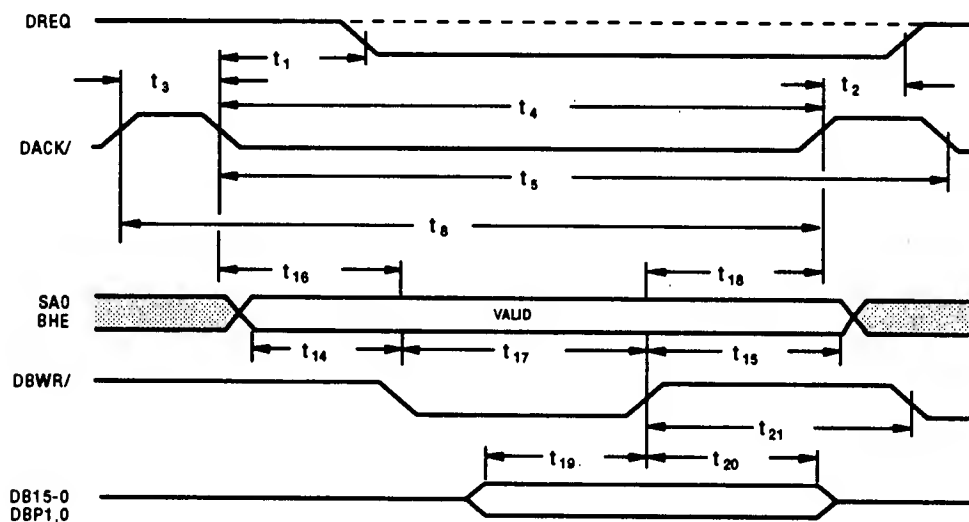 DREQ
t1
t3
t2
t4
DACK/
t5
t8
t16
t18
SA0
BHE
VALID
t14
t17
t15
DBWR/
t21
t19
t20
DB15-0
DBP1,0